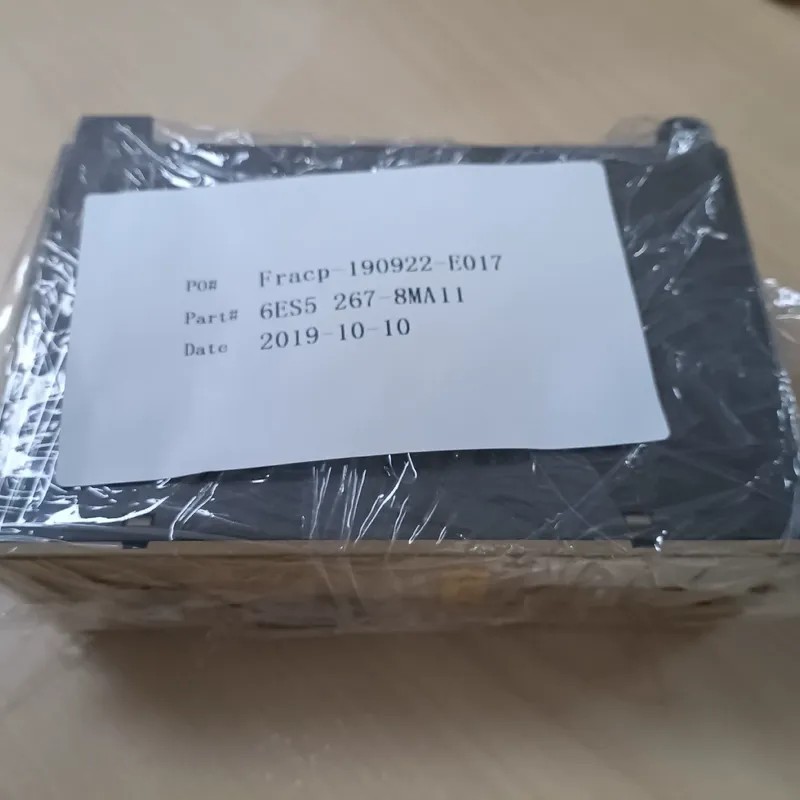 PO# Fracp-190922-E017
Part# 6ES5 267-8MA11
Date 2019-10-10